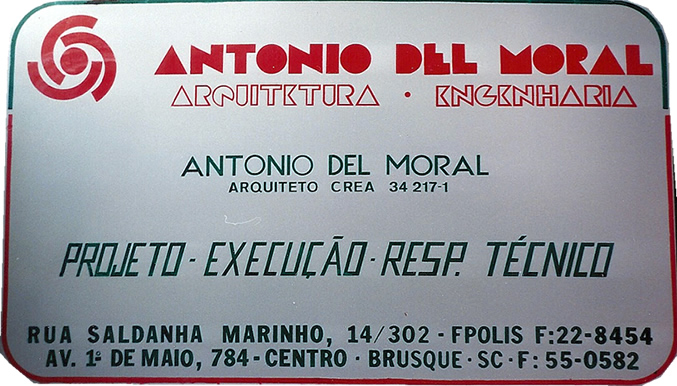 ANTONIO DEL MORAL
ARQUITETURA · ENGENHARIA
ANTONIO DEL MORAL
ARQUITETO CREA 34 217-1
PROJETO - EXECUÇÃO · RESP. TÉCNICO
RUA SALDANHA MARINHO, 14/302 - FPOLIS F:22-8454
AV. 1º DE MAIO, 784 - CENTRO · BRUSQUE · SC · F: 55-0582